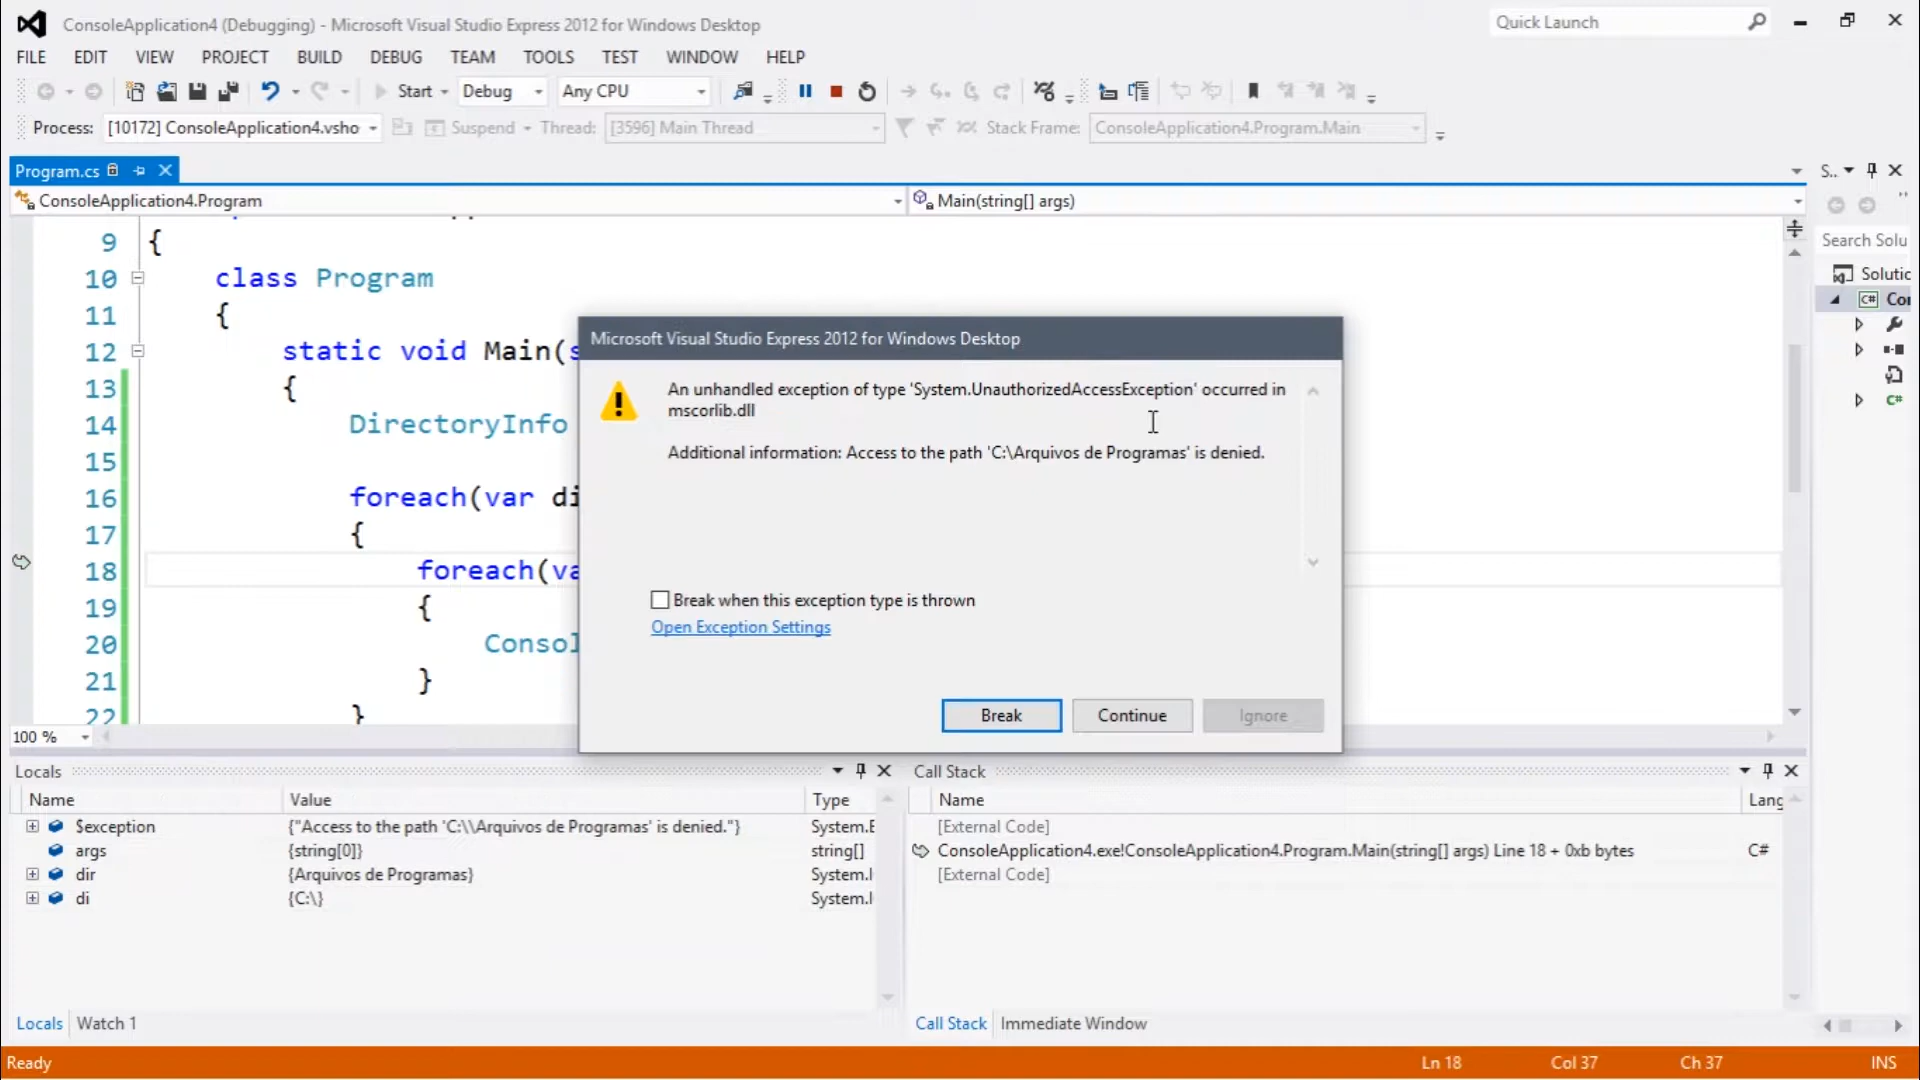 ConsoleApplication4 (Debugging) - Microsoft Visual Studio Express 2012 for Windows Desktop
Quick Launch
FILE EDIT VIEW PROJECT BUILD DEBUG TEAM TOOLS TEST WINDOW HELP
Start Debug Any CPU
Process: [10172] ConsoleApplication4.vsho Suspend Thread: [3596] Main Thread Stack Frame: ConsoleApplication4.Program.Main
Program.cs
S..
ConsoleApplication4.Program
Main(string[] args)
Search Solu
Solutic
C# Cor
C#
9 {
10 class Program
11 {
12 static void Main(s
13 {
14 DirectoryInfo
15
16 foreach(var di
17 {
18 foreach(va
19 {
20 Consol
21 }
22 }
100 %
Microsoft Visual Studio Express 2012 for Windows Desktop
An unhandled exception of type 'System.UnauthorizedAccessException' occurred in
mscorlib.dll
Additional information: Access to the path 'C:\Arquivos de Programas' is denied.
Break when this exception type is thrown
Open Exception Settings
Break Continue Ignore
Locals
Name Value Type
$exception {"Access to the path 'C:\\Arquivos de Programas' is denied."} System.E
args {string[0]} string[]
dir {Arquivos de Programas} System.I
di {C:\} System.I
Locals Watch 1
Call Stack
Name Lang
[External Code]
ConsoleApplication4.exe!ConsoleApplication4.Program.Main(string[] args) Line 18 + 0xb bytes C#
[External Code]
Call Stack Immediate Window
Ready Ln 18 Col 37 Ch 37 INS